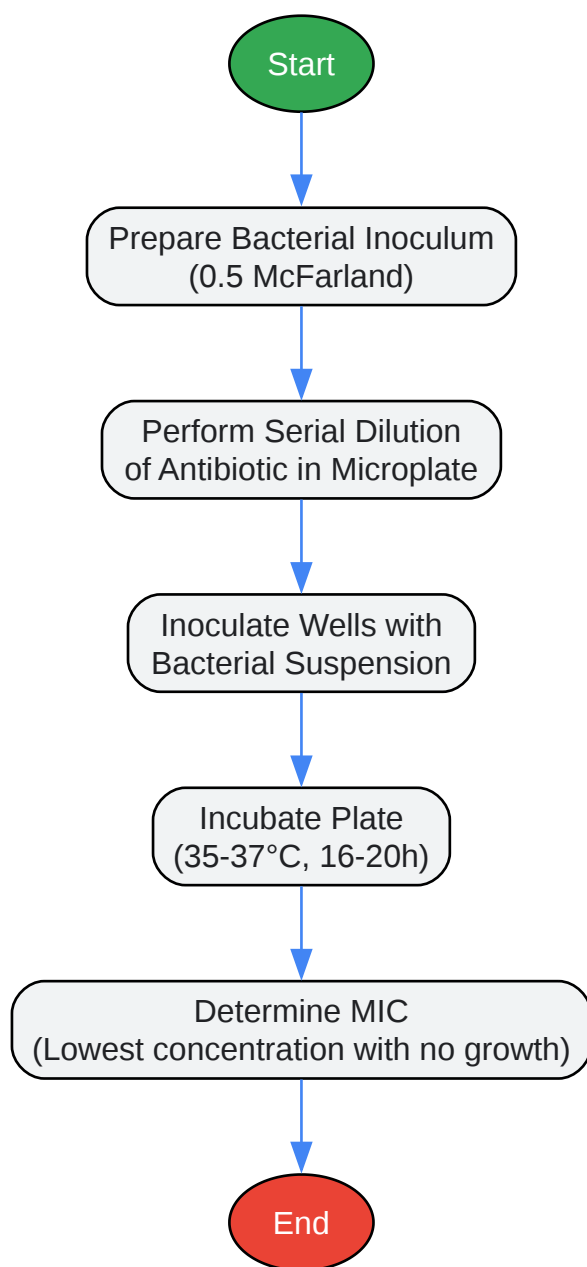 Start
Prepare Bacterial Inoculum
(0.5 McFarland)
Perform Serial Dilution
of Antibiotic in Microplate
Inoculate Wells with
Bacterial Suspension
Incubate Plate
(35-37°C, 16-20h)
Determine MIC
(Lowest concentration with no growth)
End